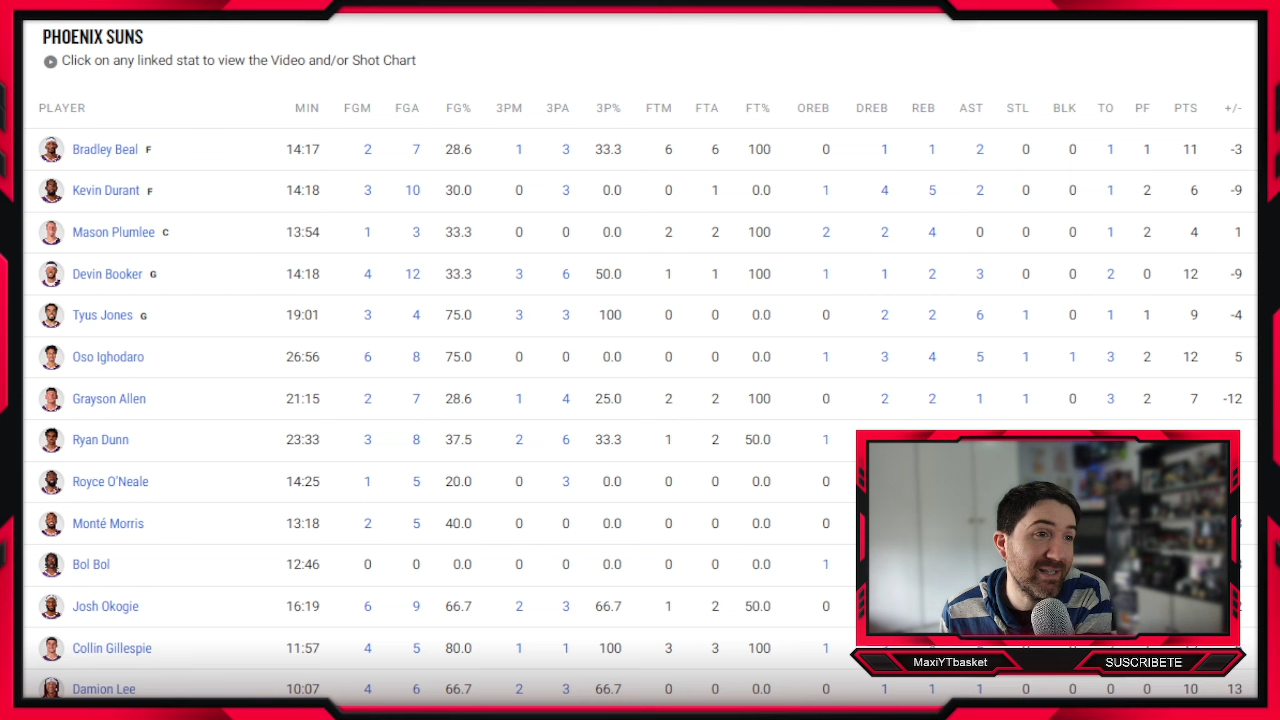 PHOENIX SUNS
Click on any linked stat to view the Video and/or Shot Chart
PLAYER MIN FGM FGA FG% 3PM 3PA 3P% FTM FTA FT% OREB DREB REB AST STL BLK TO PF PTS +/-
Bradley Beal F 14:17 2 7 28.6 1 3 33.3 6 6 100 0 1 1 2 0 0 1 1 11 -3
Kevin Durant F 14:18 3 10 30.0 0 3 0.0 0 1 0.0 1 4 5 2 0 0 1 2 6 -9
Mason Plumlee C 13:54 1 3 33.3 0 0 0.0 2 2 100 2 2 4 0 0 0 1 2 4 1
Devin Booker G 14:18 4 12 33.3 3 6 50.0 1 1 100 1 1 2 3 0 0 2 0 12 -9
Tyus Jones G 19:01 3 4 75.0 3 3 100 0 0 0.0 0 2 2 6 1 0 1 1 9 -4
Oso Ighodaro 26:56 6 8 75.0 0 0 0.0 0 0 0.0 1 3 4 5 1 1 3 2 12 5
Grayson Allen 21:15 2 7 28.6 1 4 25.0 2 2 100 0 2 2 1 1 0 3 2 7 -12
Ryan Dunn 23:33 3 8 37.5 2 6 33.3 1 2 50.0 1
Royce O'Neale 14:25 1 5 20.0 0 3 0.0 0 0 0.0 0
Monté Morris 13:18 2 5 40.0 0 0 0.0 0 0 0.0 0
Bol Bol 12:46 0 0 0.0 0 0 0.0 0 0 0.0 1
Josh Okogie 16:19 6 9 66.7 2 3 66.7 1 2 50.0 0
Collin Gillespie 11:57 4 5 80.0 1 1 100 3 3 100 1
Damion Lee 10:07 4 6 66.7 2 3 66.7 0 0 0.0 0 1 1 1 0 0 0 0 10 13
MaxiYTbasket
SUSCRIBETE